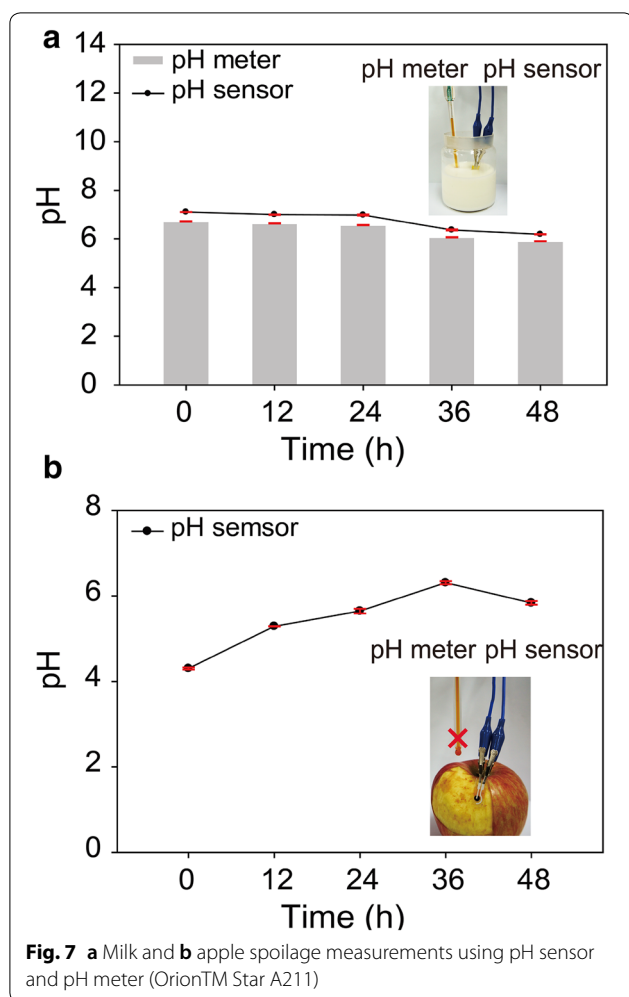 a
14
pH meter
pH meter pH sensor
12
pH sensor
10
8
pH
6
4
2
0
0 12 24 36 48
Time (h)
b
8
pH semsor
6
pH
4
pH meter pH sensor
2
0
0 12 24 36 48
Time (h)
Fig. 7 a Milk and b apple spoilage measurements using pH sensor
and pH meter (OrionTM Star A211)